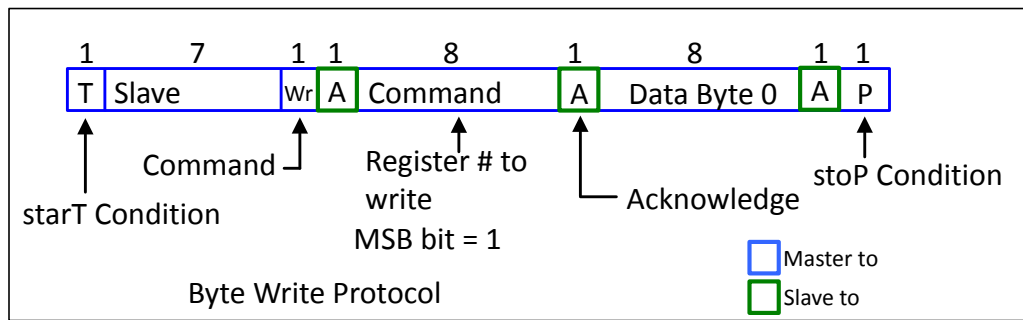 1 7 1 1 8 1 8 1 1
T Slave Wr A Command A Data Byte 0 A P
Command
Register # to
write
MSB bit = 1
starT Condition
Acknowledge
stoP Condition
Byte Write Protocol
Master to
Slave to